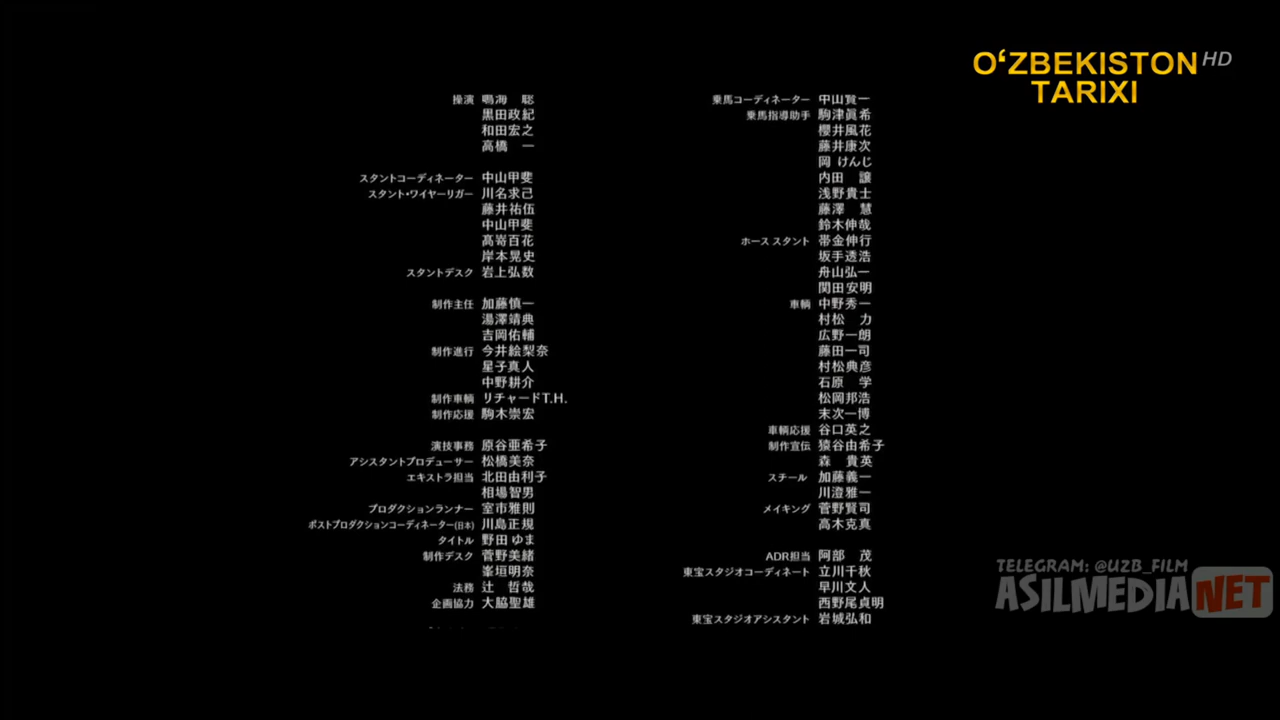 O‘ZBEKISTON HD
TARIXI
操演 鳴海 聡
黒田政紀
和田宏之
高橋 一
スタントコーディネーター 中山甲斐
スタント・ワイヤーリガー 川名求己
藤井祐伍
中山甲斐
髙嵜百花
岸本晃史
スタントデスク 岩上弘数
制作主任 加藤慎一
湯澤靖典
吉岡佑輔
制作進行 今井絵梨奈
星子真人
中野耕介
制作車輌 リチャードT.H.
制作応援 駒木崇宏
演技事務 原谷亜希子
アシスタントプロデューサー 松橋美奈
エキストラ担当 北田由利子
相場智男
プロダクションランナー 室市雅則
ポストプロダクションコーディネーター(日本) 川島正規
タイトル 野田 ゆま
制作デスク 菅野美緒
峯垣明奈
法務 辻 哲哉
企画協力 大脇聖雄
乗馬コーディネーター 中山賢一
乗馬指導助手 駒津眞希
櫻井風花
藤井康次
岡 けんじ
内田 譲
浅野貴士
藤澤 慧
鈴木伸哉
ホース スタント 帯金伸行
坂手透浩
舟山弘一
関田安明
車輌 中野秀一
村松 力
広野一朗
藤田一司
村松典彦
石原 学
松岡邦浩
末次一博
車輌応援 谷口英之
制作宣伝 猿谷由希子
森 貴英
スチール 加藤義一
川澄雅一
メイキング 菅野賢司
高木克真
ADR担当 阿部 茂
東宝スタジオコーディネート 立川千秋
早川文人
西野尾貞明
東宝スタジオアシスタント 岩城弘和
TELEGRAM: @UZB_FILM
ASILMEDIA NET